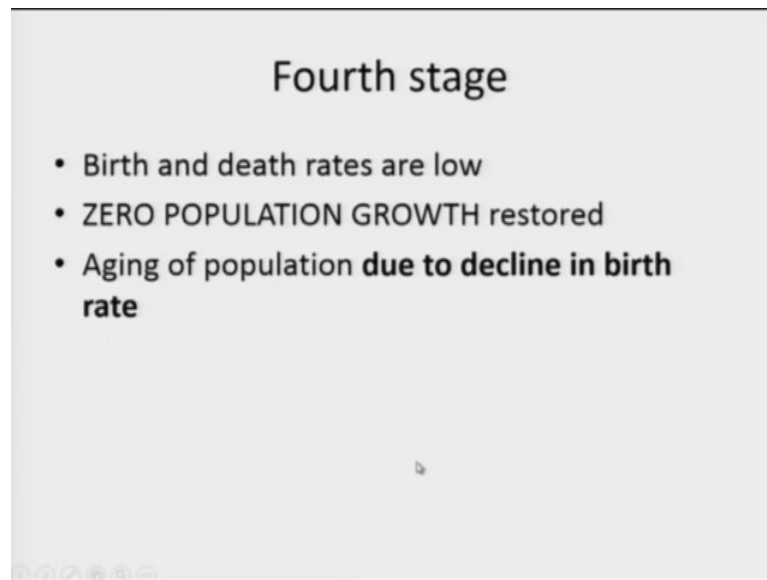 Fourth stage
• Birth and death rates are low
• ZERO POPULATION GROWTH restored
• Aging of population due to decline in birth
rate